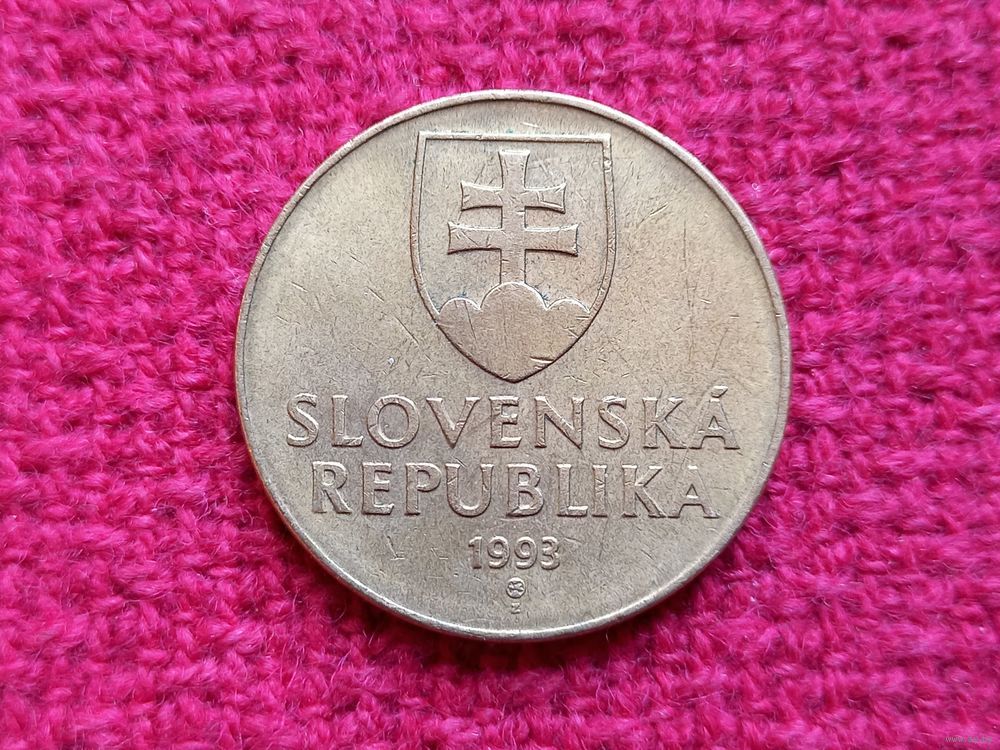 SLOVENSKÁ
REPUBLIKA
1993
Z